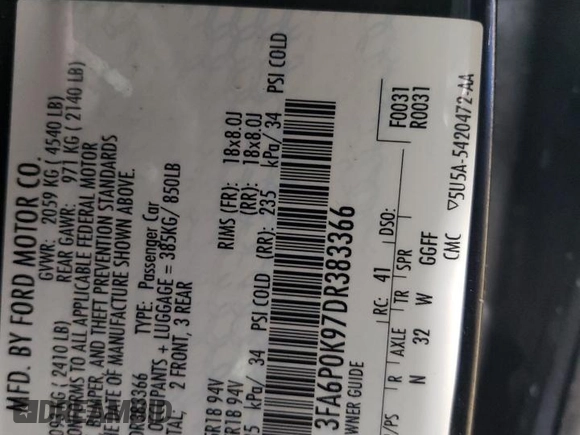 MFD. BY FORD MOTOR CO.
GVWR: 2059 KG ( 4540 LB)
( 2410 LB) REAR GAWR: 971 KG ( 2140 LB)
TO ALL APPLICABLE FEDERAL MOTOR
AND THEFT PREVENTION STANDARDS
OF MANUFACTURE SHOWN ABOVE.
383366 TYPE: Passenger Car
+ LUGGAGE = 385KG/ 850LB
2 FRONT, 3 REAR
R18 94V RIMS (FR): 18x8.0J
R18 94V (RR): 18x8.0J
kPa/ 34 PSI COLD (RR): 235 kPa/ 34 PSI COLD
3FA6P0K97DR383366
OWNER GUIDE
RC: 41 DSO: F0031
R0031
/PS R AXLE TR SPR
N 32 W GGFF
CMC ▽5U5A-5420472-AA